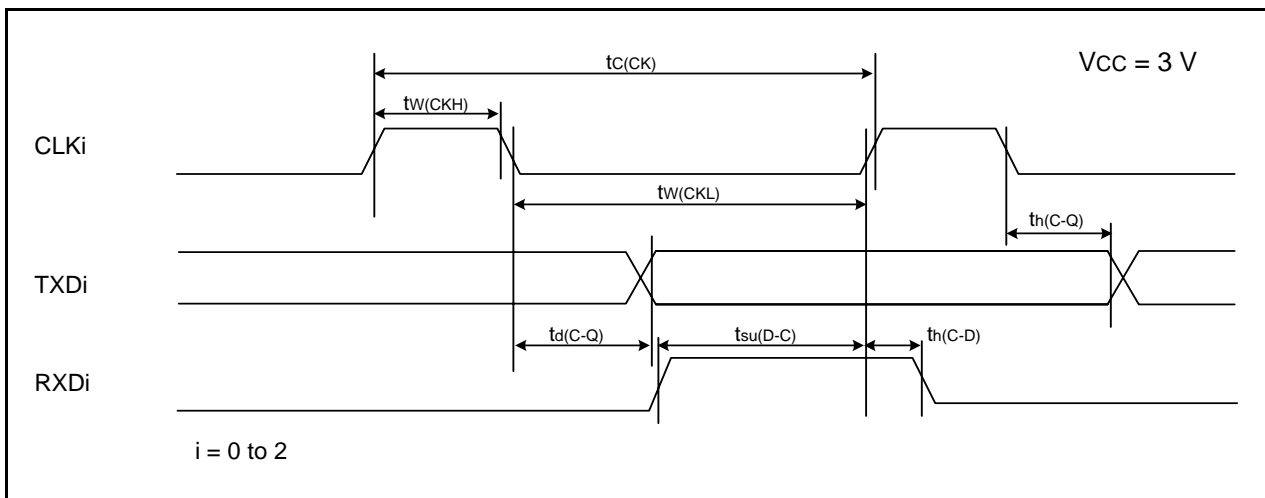 tC(CK)
VCC = 3 V
tW(CKH)
CLKi
tW(CKL)
th(C-Q)
TXDi
td(C-Q)
tsu(D-C)
th(C-D)
RXDi
i = 0 to 2